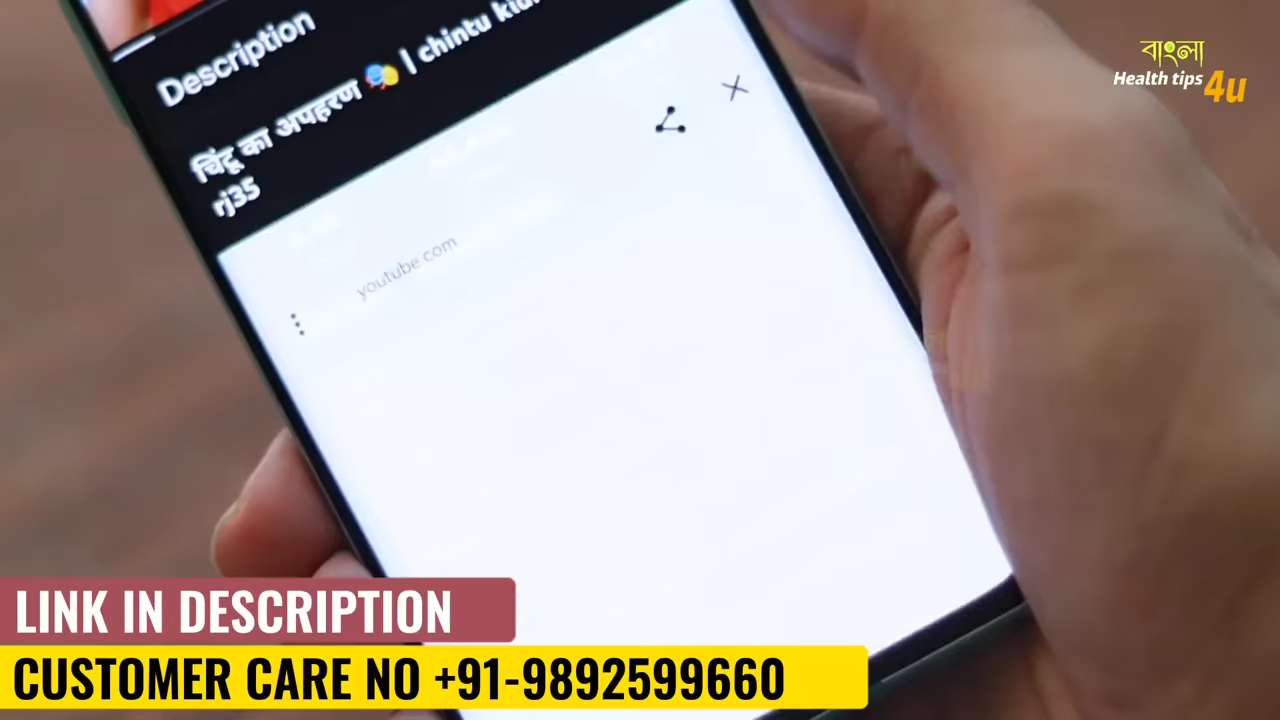 Description
चिंटू का अपहरण 🎭 | chintu
rj35
youtube.com
বাংলা
Health tips 4u
LINK IN DESCRIPTION
CUSTOMER CARE NO +91-9892599660